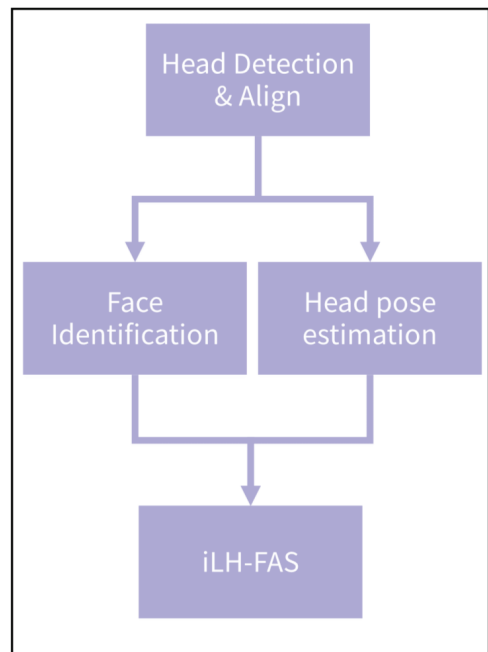 Head Detection
& Align
Face
Identification
Head pose
estimation
iLH-FAS